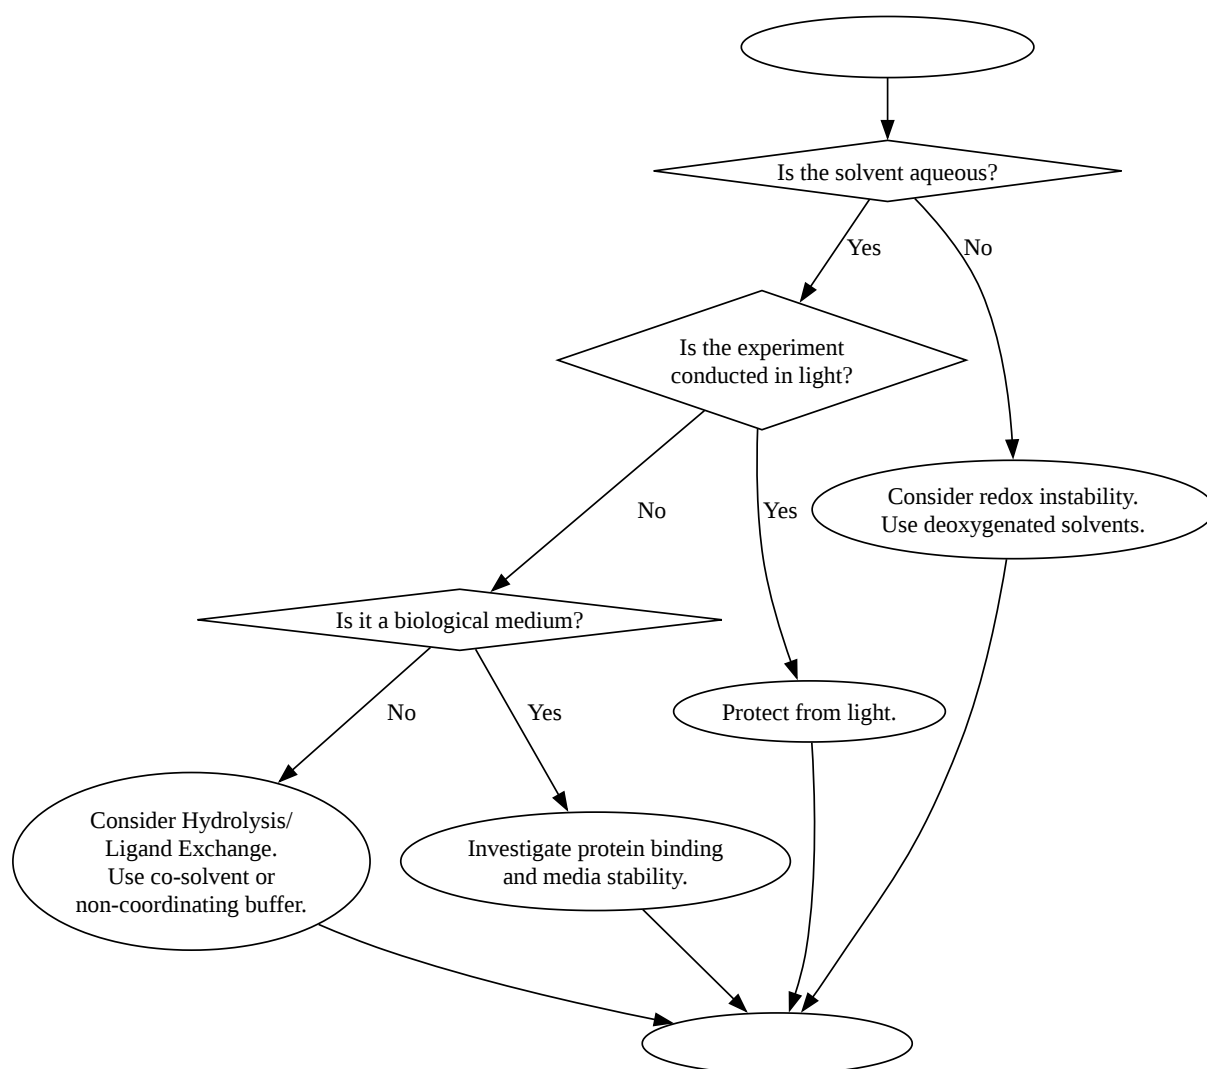 Is the solvent aqueous?
Yes
No
Is the experiment
conducted in light?
No
Yes
Consider redox instability.
Use deoxygenated solvents.
Is it a biological medium?
No
Yes
Protect from light.
Consider Hydrolysis/
Ligand Exchange.
Use co-solvent or
non-coordinating buffer.
Investigate protein binding
and media stability.